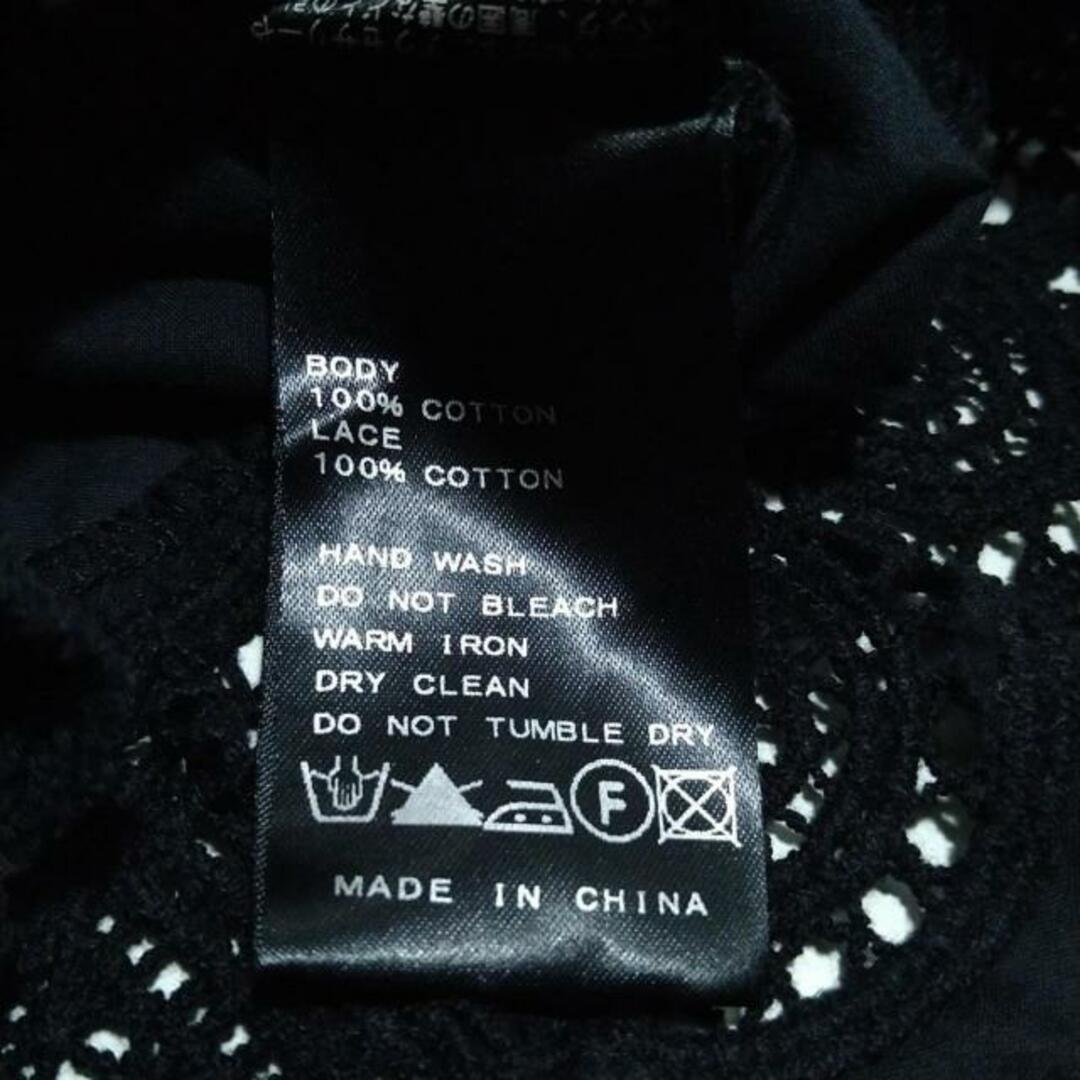 BODY
100% COTTON
LACE
100% COTTON
HAND WASH
DO NOT BLEACH
WARM IRON
DRY CLEAN
DO NOT TUMBLE DRY
F
MADE IN CHINA